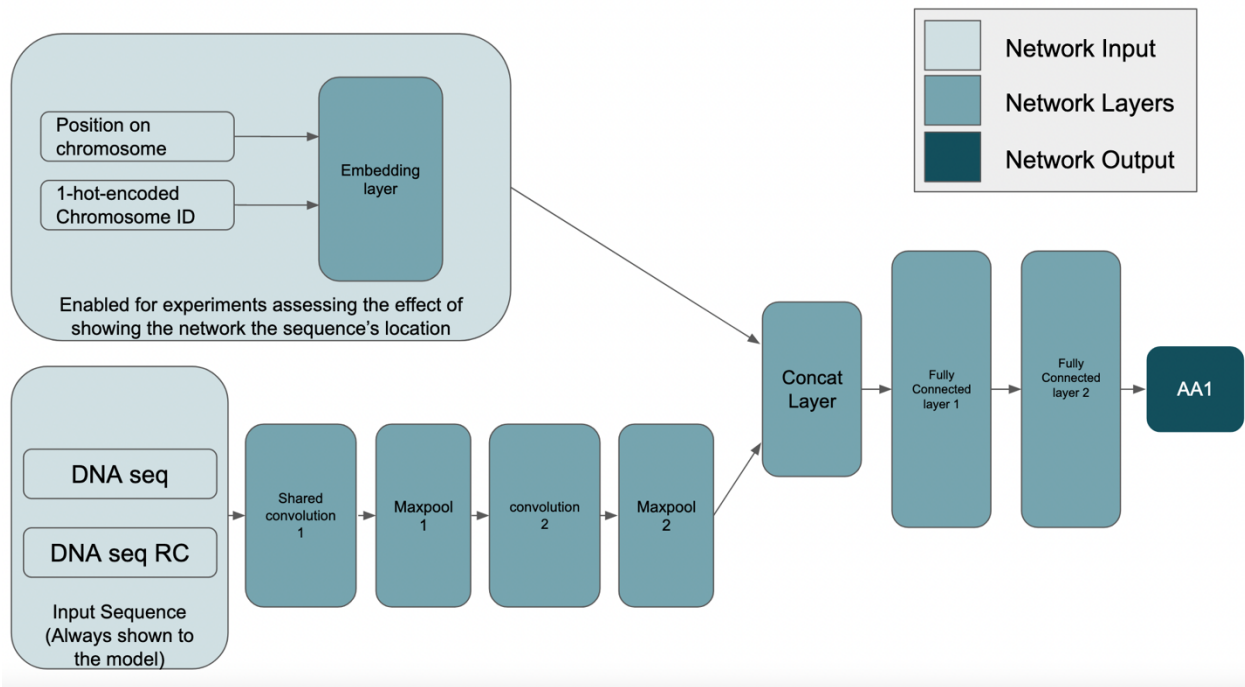 Position on
chromosome
1-hot-encoded
Chromosome ID
Embedding
layer
Enabled for experiments assessing the effect of
showing the network the sequence's location
Network Input
Network Layers
Network Output
DNA seq
DNA seq RC
Input Sequence
(Always shown to
the model)
Shared
convolution
1
Maxpool
1
convolution
2
Maxpool
2
Concat
Layer
Fully
Connected
layer 1
Fully
Connected
layer 2
AA1